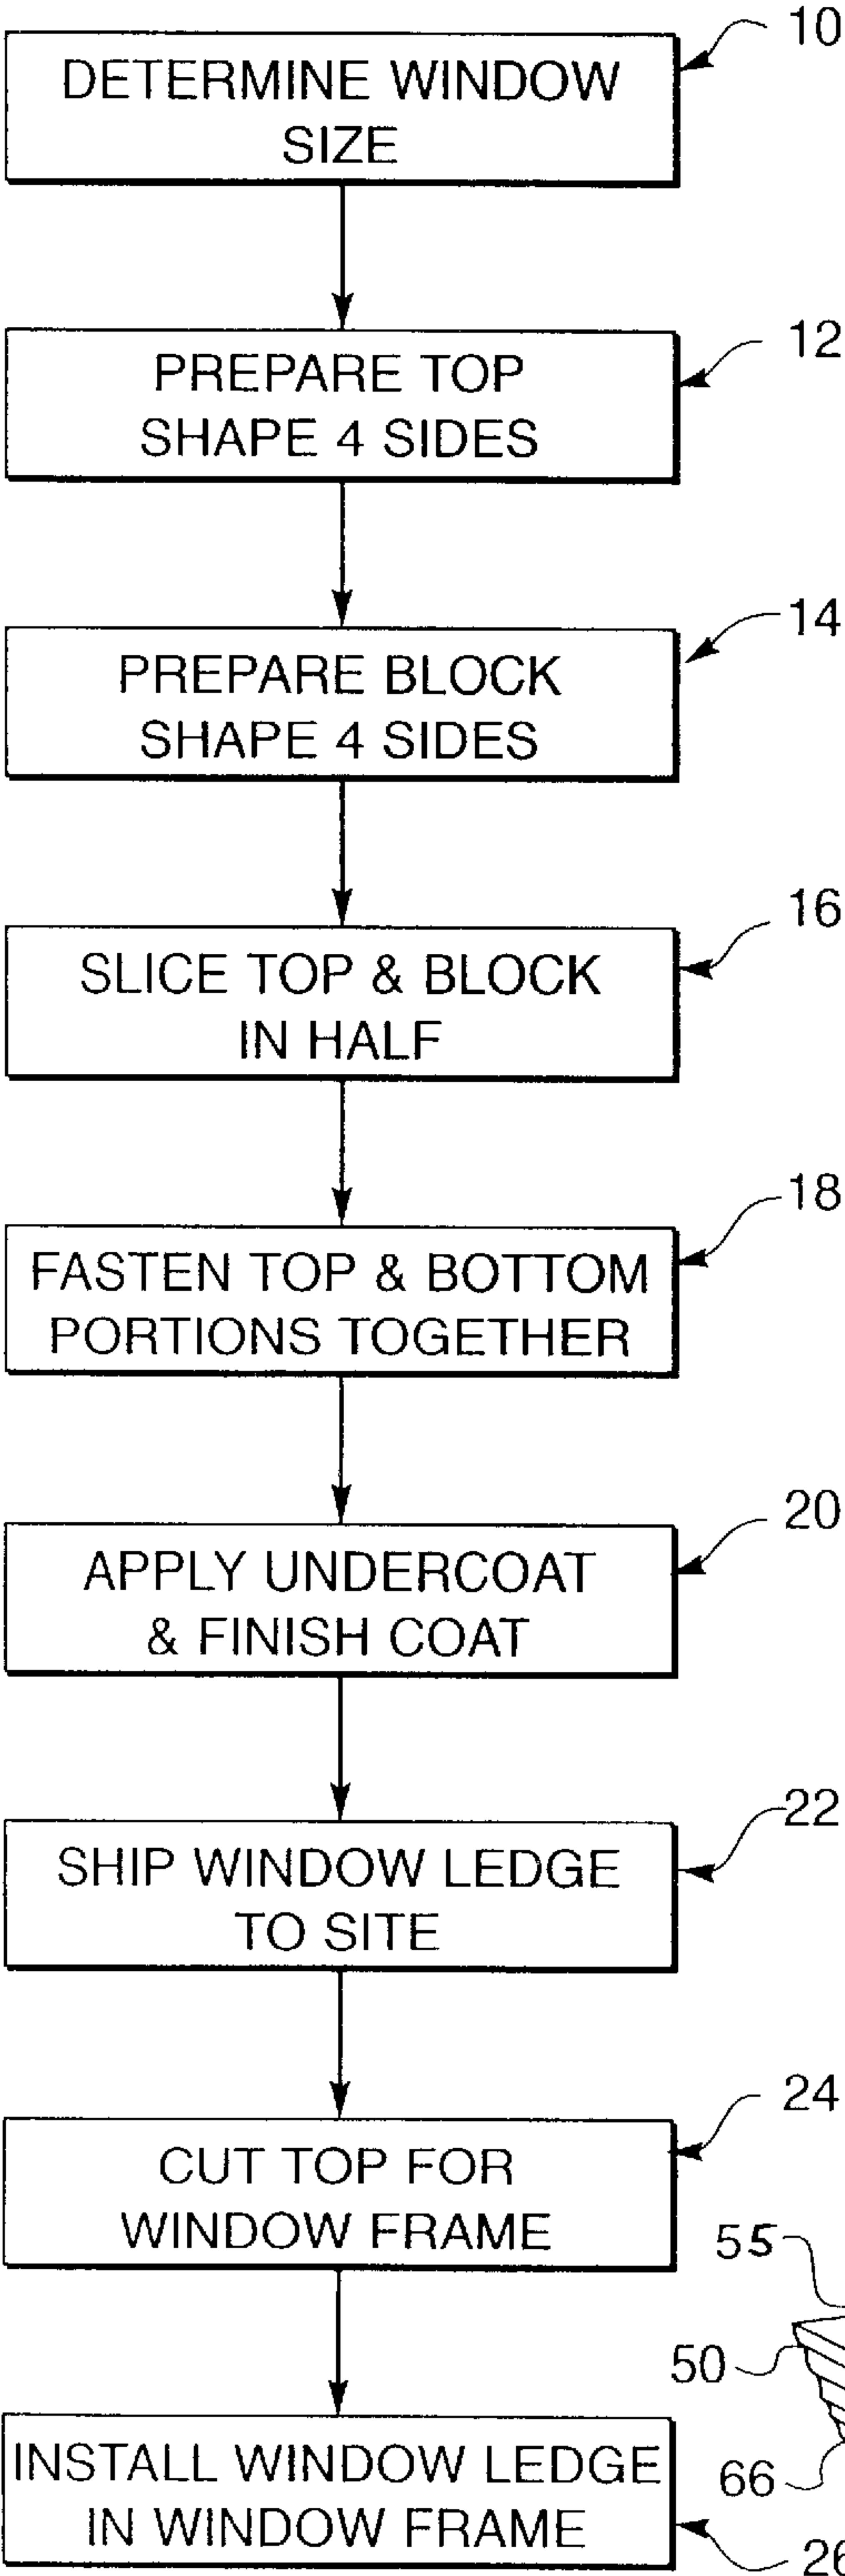 10
DETERMINE WINDOW
SIZE
12
PREPARE TOP
SHAPE 4 SIDES
14
PREPARE BLOCK
SHAPE 4 SIDES
16
SLICE TOP & BLOCK
IN HALF
18
FASTEN TOP & BOTTOM
PORTIONS TOGETHER
20
APPLY UNDERCOAT
& FINISH COAT
22
SHIP WINDOW LEDGE
TO SITE
24
CUT TOP FOR
WINDOW FRAME
55
50
66
INSTALL WINDOW LEDGE
IN WINDOW FRAME
26